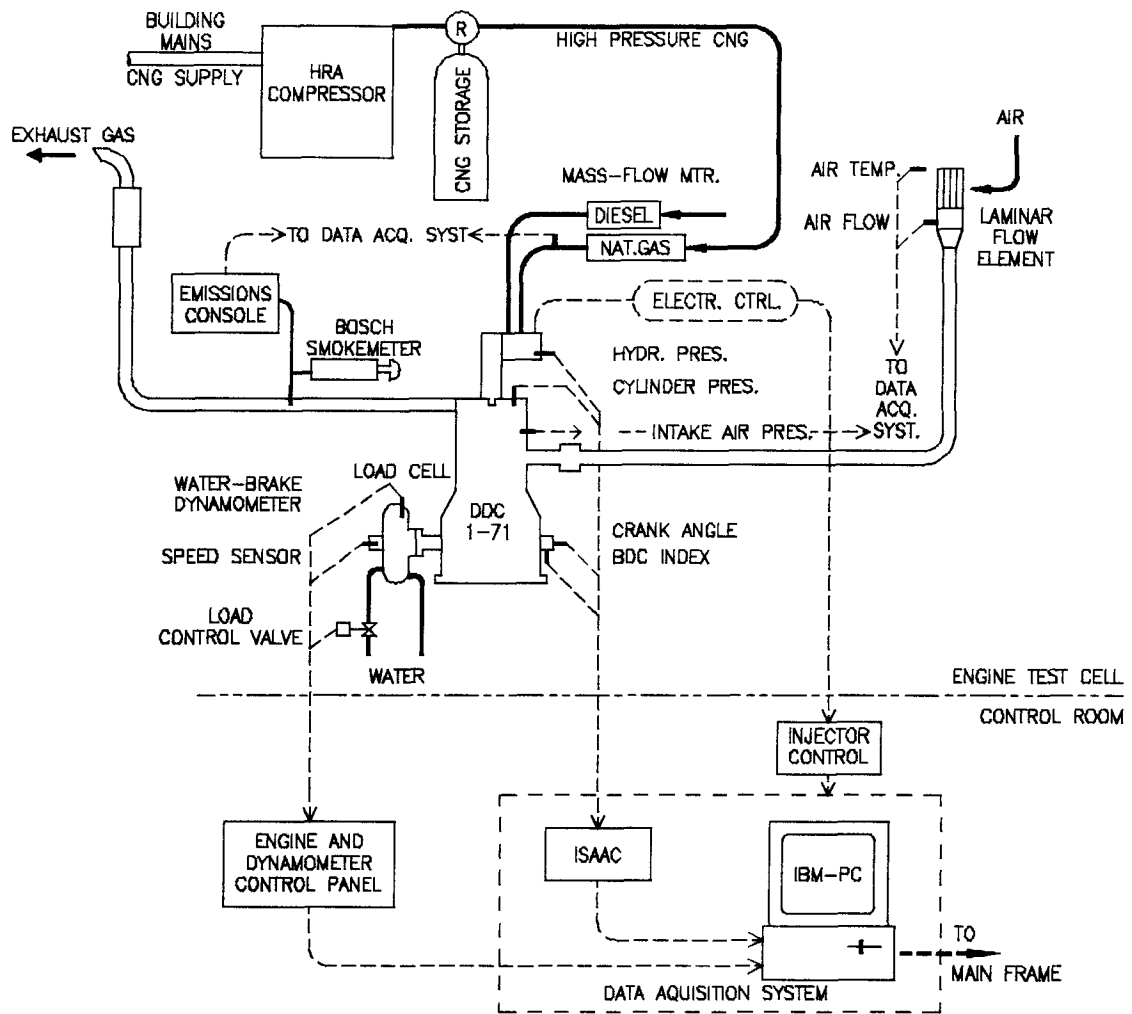 BUILDING
MAINS
CNG SUPPLY
HRA
COMPRESSOR
R
HIGH PRESSURE CNG
CNG STORAGE
EXHAUST GAS
AIR
AIR TEMP.
AIR FLOW
LAMINAR
FLOW
ELEMENT
MASS-FLOW MTR.
DIESEL
NAT.GAS
TO DATA ACQ. SYST
EMISSIONS
CONSOLE
BOSCH
SMOKEMETER
ELECTR. CTRL.
HYDR. PRES.
CYLINDER PRES.
INTAKE AIR PRES.
TO
DATA
ACQ.
SYST.
LOAD CELL
WATER-BRAKE
DYNAMOMETER
DDC
1-71
SPEED SENSOR
CRANK ANGLE
BDC INDEX
LOAD
CONTROL VALVE
WATER
ENGINE TEST CELL
CONTROL ROOM
INJECTOR
CONTROL
ENGINE AND
DYNAMOMETER
CONTROL PANEL
ISAAC
IBM-PC
TO
MAIN FRAME
DATA AQUISITION SYSTEM